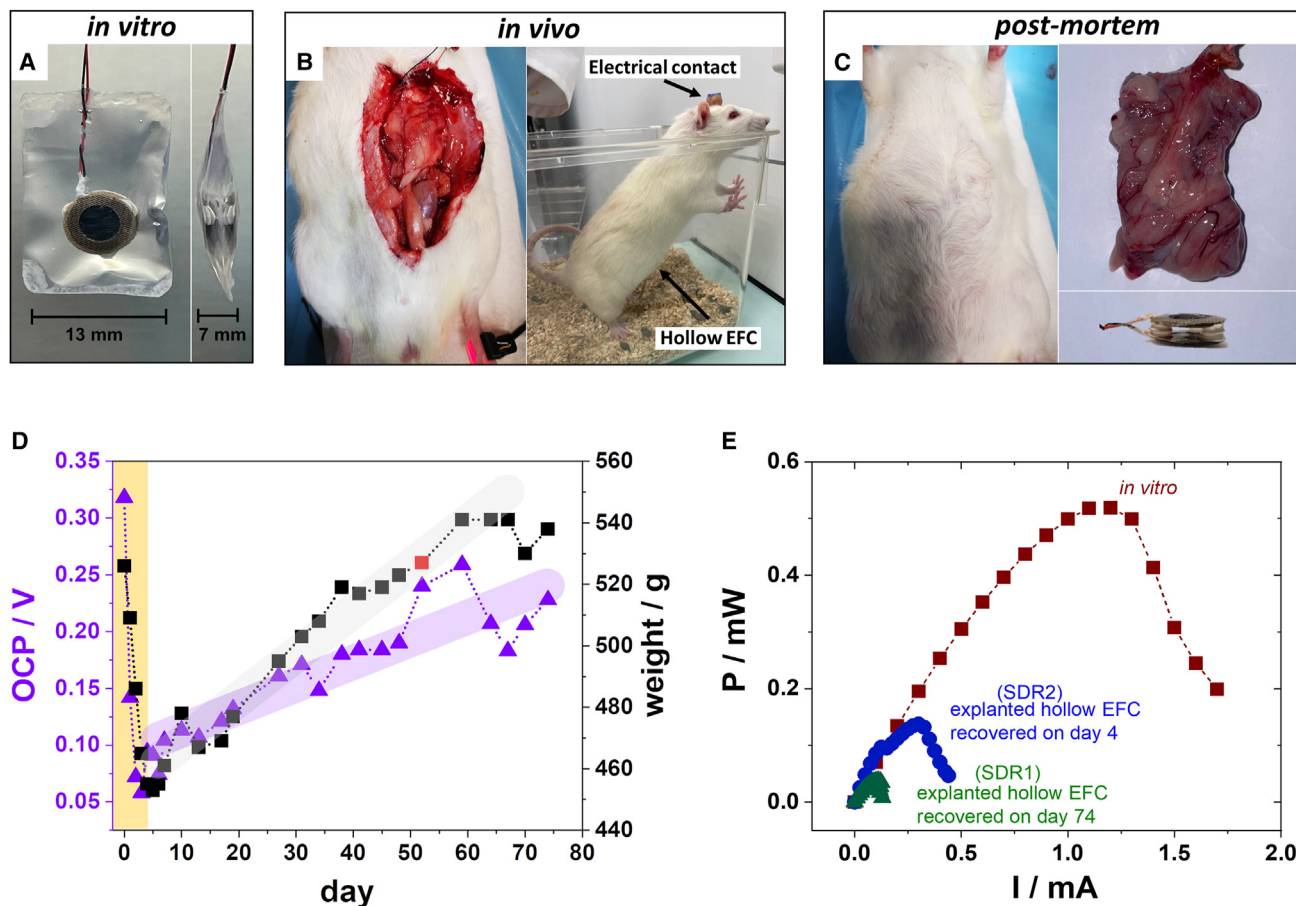 in vitro
in vivo
post-mortem
A
13 mm
7 mm
B
Electrical contact
Hollow EFC
C
D
OCP / V
0.35
0.30
0.25
0.20
0.15
0.10
0.05
0
10
20
30
40
50
60
70
80
day
560
540
520
500
480
460
440
weight / g
E
P / mW
0.6
0.4
0.2
0.0
in vitro
(SDR2)
explanted hollow EFC
recovered on day 4
(SDR1)
explanted hollow EFC
recovered on day 74
0.0
0.5
1.0
1.5
2.0
I / mA